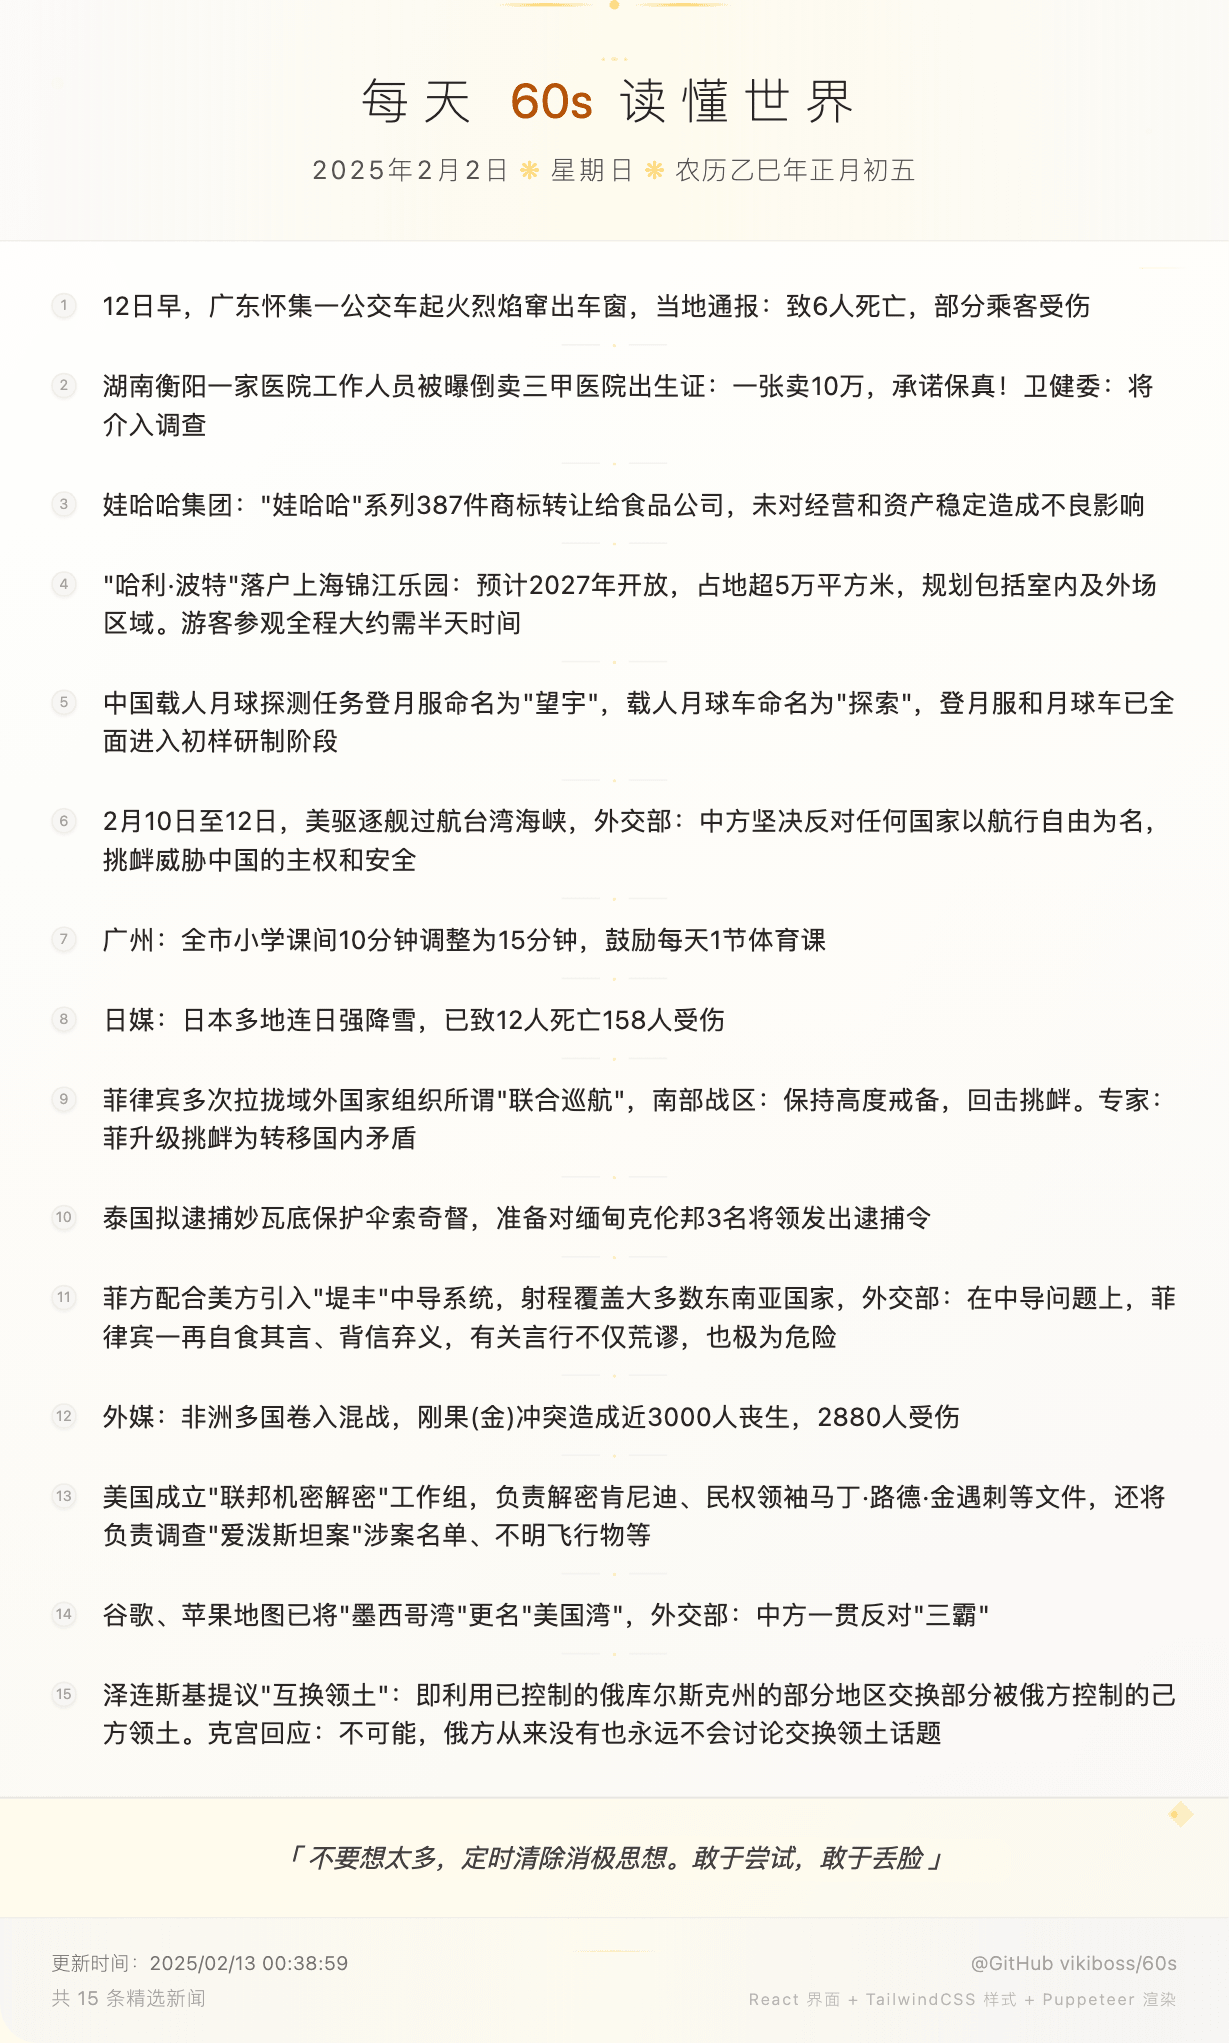 每天 60s 读懂世界
2025年2月2日 ❋ 星期日 ❋ 农历乙巳年正月初五
1 12日早，广东怀集一公交车起火烈焰窜出车窗，当地通报：致6人死亡，部分乘客受伤
2 湖南衡阳一家医院工作人员被曝倒卖三甲医院出生证：一张卖10万，承诺保真！卫健委：将
介入调查
3 娃哈哈集团："娃哈哈"系列387件商标转让给食品公司，未对经营和资产稳定造成不良影响
4 "哈利·波特"落户上海锦江乐园：预计2027年开放，占地超5万平方米，规划包括室内及外场
区域。游客参观全程大约需半天时间
5 中国载人月球探测任务登月服命名为"望宇"，载人月球车命名为"探索"，登月服和月球车已全
面进入初样研制阶段
6 2月10日至12日，美驱逐舰过航台湾海峡，外交部：中方坚决反对任何国家以航行自由为名，
挑衅威胁中国的主权和安全
7 广州：全市小学课间10分钟调整为15分钟，鼓励每天1节体育课
8 日媒：日本多地连日强降雪，已致12人死亡158人受伤
9 菲律宾多次拉拢域外国家组织所谓"联合巡航"，南部战区：保持高度戒备，回击挑衅。专家：
菲升级挑衅为转移国内矛盾
10 泰国拟逮捕妙瓦底保护伞索奇督，准备对缅甸克伦邦3名将领发出逮捕令
11 菲方配合美方引入"堤丰"中导系统，射程覆盖大多数东南亚国家，外交部：在中导问题上，菲
律宾一再自食其言、背信弃义，有关言行不仅荒谬，也极为危险
12 外媒：非洲多国卷入混战，刚果(金)冲突造成近3000人丧生，2880人受伤
13 美国成立"联邦机密解密"工作组，负责解密肯尼迪、民权领袖马丁·路德·金遇刺等文件，还将
负责调查"爱泼斯坦案"涉案名单、不明飞行物等
14 谷歌、苹果地图已将"墨西哥湾"更名"美国湾"，外交部：中方一贯反对"三霸"
15 泽连斯基提议"互换领土"：即利用已控制的俄库尔斯克州的部分地区交换部分被俄方控制的己
方领土。克宫回应：不可能，俄方从来没有也永远不会讨论交换领土话题
「 不要想太多，定时清除消极思想。敢于尝试，敢于丢脸 」
更新时间：2025/02/13 00:38:59
@GitHub vikiboss/60s
共 15 条精选新闻
React 界面 + TailwindCSS 样式 + Puppeteer 渲染